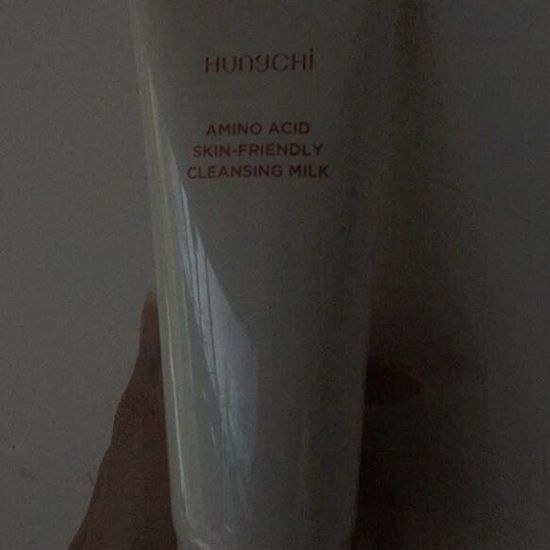 HUNGCHI
AMINO ACID
SKIN-FRIENDLY
CLEANSING MILK